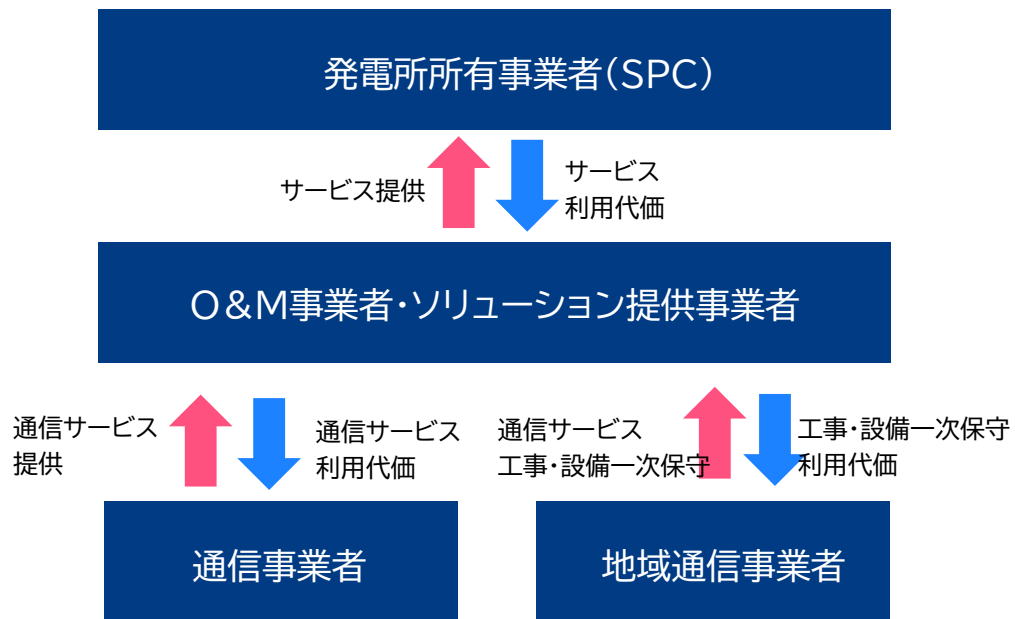 発電所所有事業者（SPC）
サービス提供
サービス
利用代価
O&M事業者・ソリューション提供事業者
通信サービス
提供
通信サービス
利用代価
通信サービス
工事・設備一次保守
工事・設備一次保守
利用代価
通信事業者
地域通信事業者